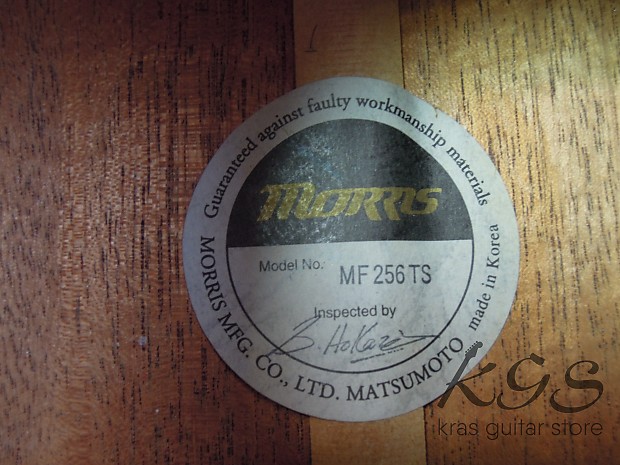 1
Guaranteed against faulty workmanship materials
MORRIS
Model No. MF 256 TS
Inspected by
MORRIS MFG. CO., LTD. MATSUMOTO made in Korea
KGS
kras guitar store